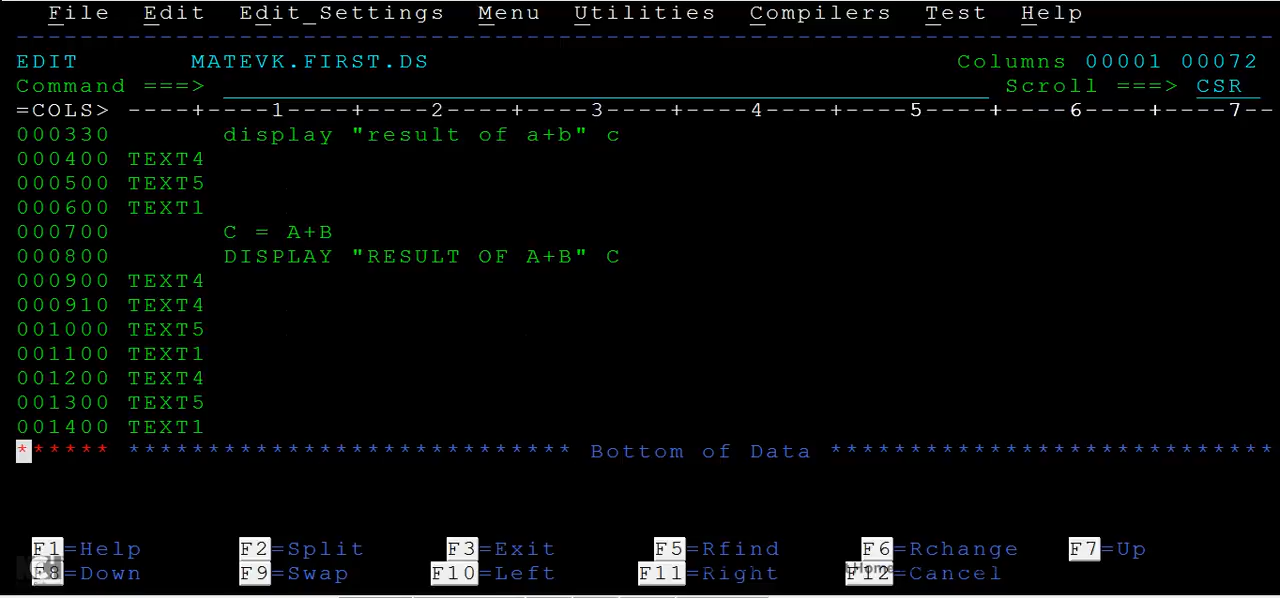 File Edit Edit_Settings Menu Utilities Compilers Test Help
--------------------------------------------------------------------------------
EDIT MATEVK.FIRST.DS Columns 00001 00072
Command ===> Scroll ===> CSR
=COLS> ----+----1----+----2----+----3----+----4----+----5----+----6----+----7--
000330 display "result of a+b" c
000400 TEXT4
000500 TEXT5
000600 TEXT1
000700 C = A+B
000800 DISPLAY "RESULT OF A+B" C
000900 TEXT4
000910 TEXT4
001000 TEXT5
001100 TEXT1
001200 TEXT4
001300 TEXT5
001400 TEXT1
****** **************************** Bottom of Data ****************************
F1=Help F2=Split F3=Exit F5=Rfind F6=Rchange F7=Up
F8=Down F9=Swap F10=Left F11=Right F12=Cancel
Home